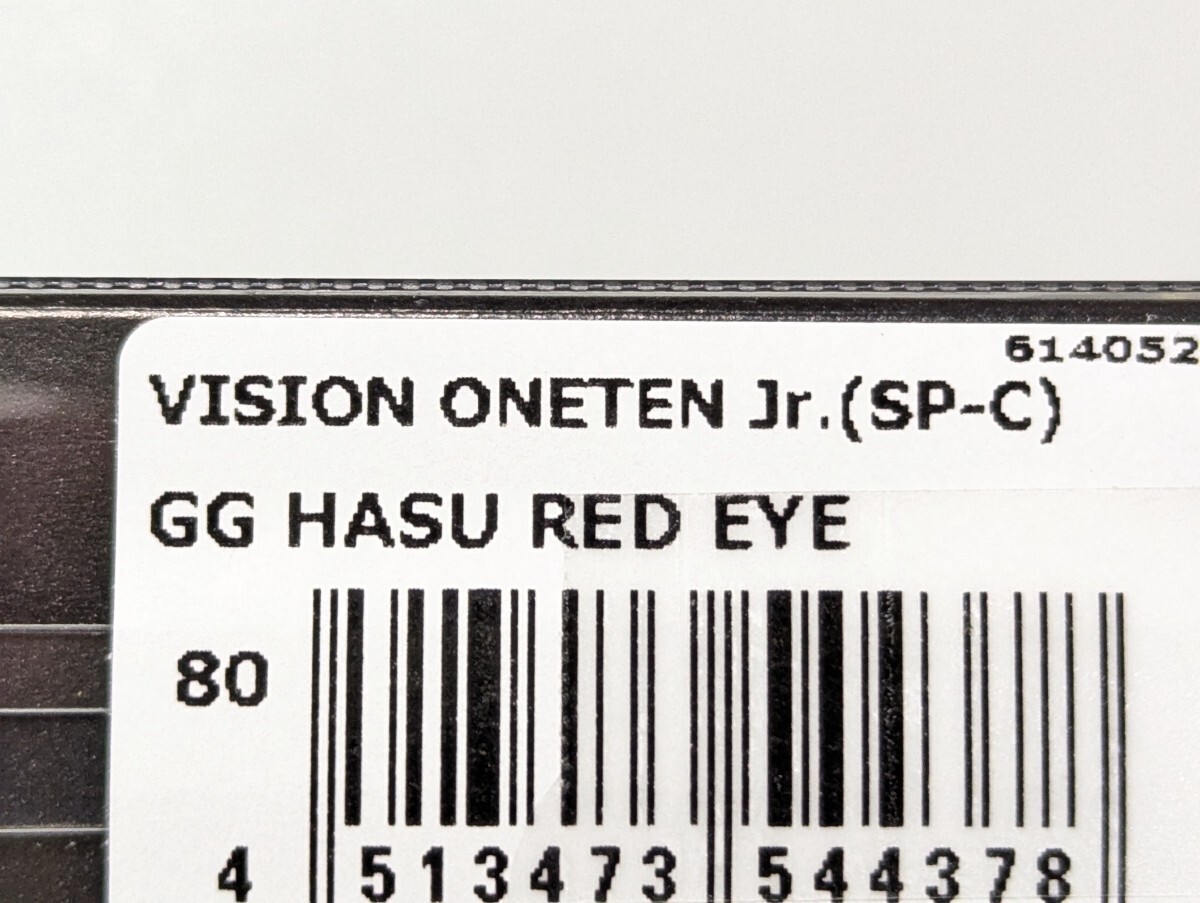 614052
VISION ONETEN Jr.(SP-C)
GG HASU RED EYE
80
4 513473 544378